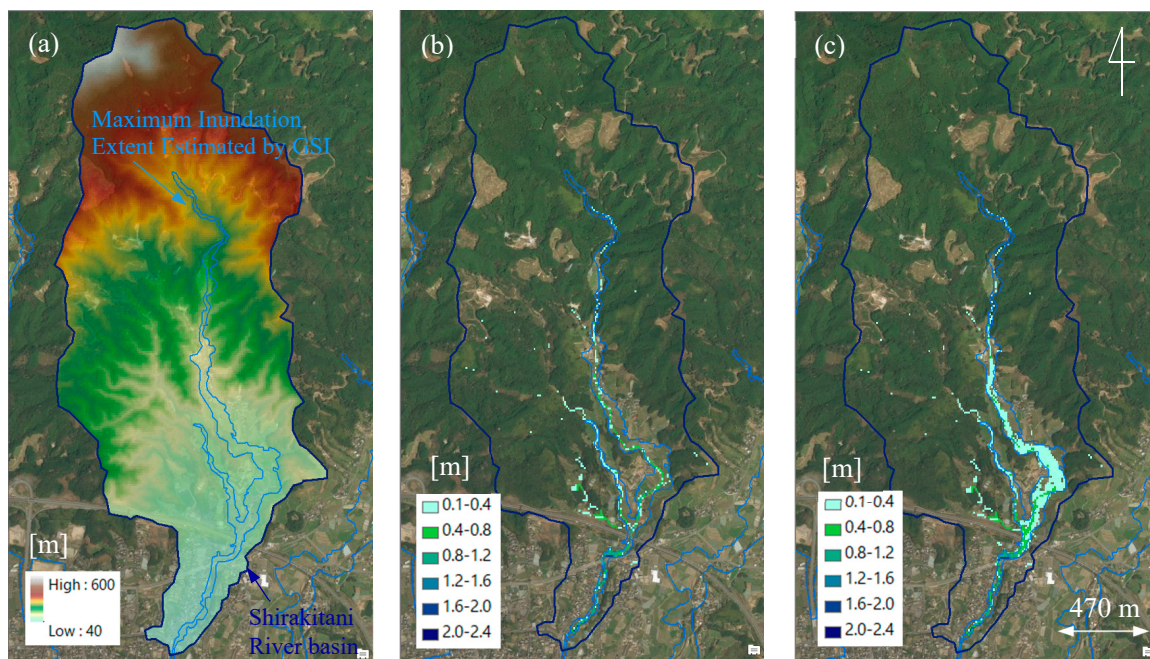 (a)
Maximum Inundation
Extent Estimated by GSI
[m]
High : 600
Low : 40
Shirakitani
River basin
(b)
[m]
0.1-0.4
0.4-0.8
0.8-1.2
1.2-1.6
1.6-2.0
2.0-2.4
(c)
[m]
0.1-0.4
0.4-0.8
0.8-1.2
1.2-1.6
1.6-2.0
2.0-2.4
470 m